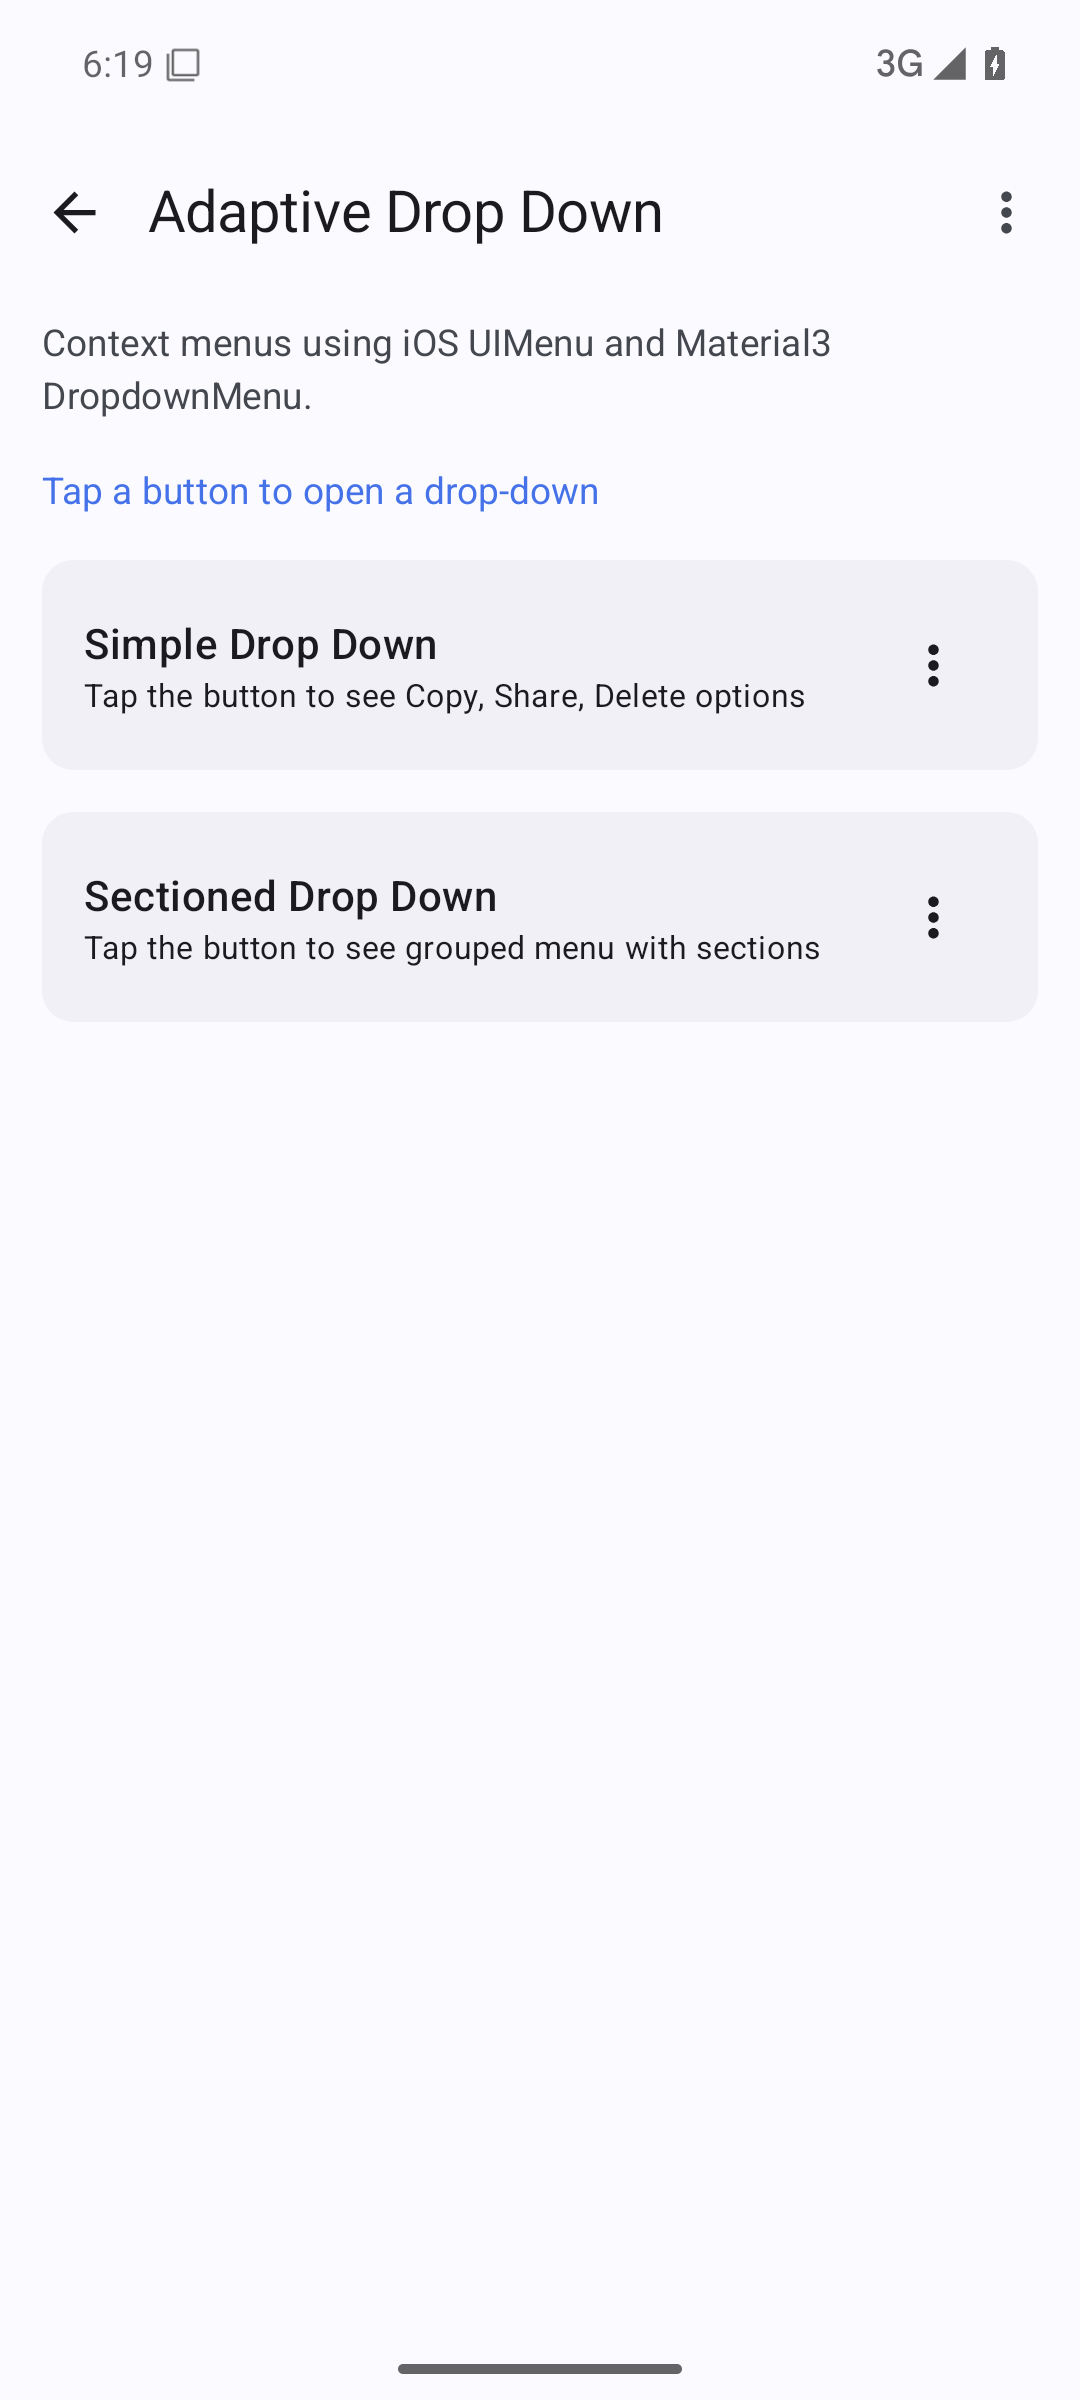 6:19
3G
Adaptive Drop Down
Context menus using iOS UIMenu and Material3
DropdownMenu.
Tap a button to open a drop-down
Simple Drop Down
Tap the button to see Copy, Share, Delete options
Sectioned Drop Down
Tap the button to see grouped menu with sections